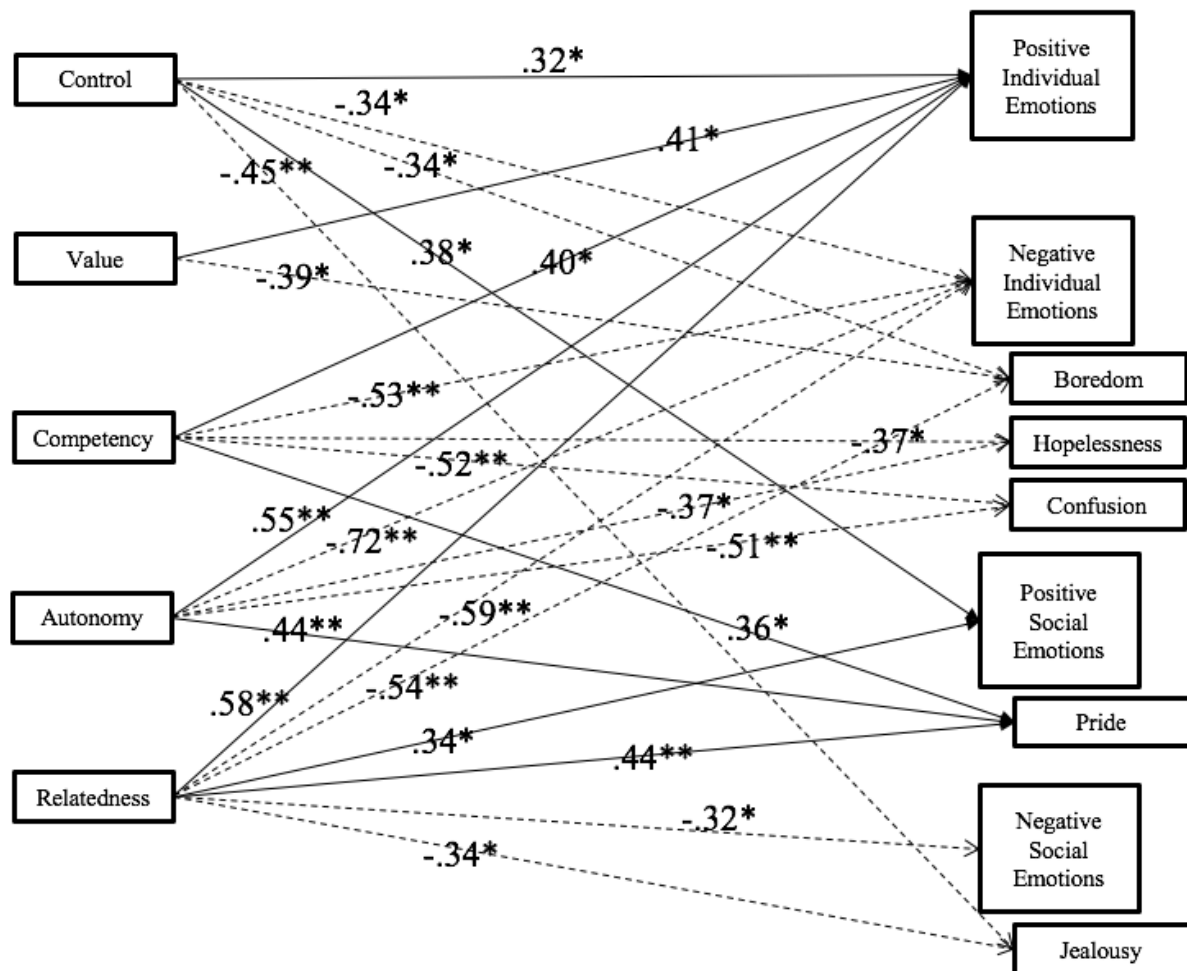 Control
Value
Competency
Autonomy
Relatedness
.32*
-.34*
-.34*
.41*
-.45**
.38*
.40*
-.39*
-.53**
-.37*
-.52**
-.37*
.55**
-.72**
-.51**
-.59**
.44**
.36*
-.54**
.58**
.34*
.44**
-.32*
-.34*
Positive
Individual
Emotions
Negative
Individual
Emotions
Boredom
Hopelessness
Confusion
Positive
Social
Emotions
Pride
Negative
Social
Emotions
Jealousy